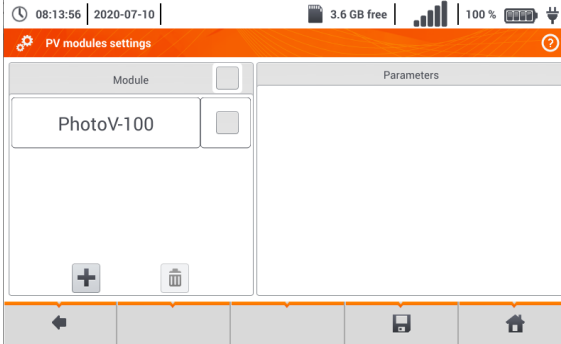 08:13:56 2020-07-10 3.6 GB free 100 %
PV modules settings ?
Module Parameters
PhotoV-100